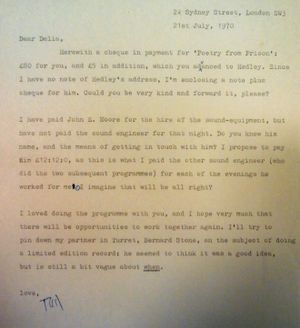 22 Sydney Street, London SW3
21st July, 1970
Dear Delia,
Herewith a cheque in payment for 'Poetry from Prison':
£80 for you, and £5 in addition, which you advanced to Hedley. Since
I have no note of Hedley's address, I'm enclosing a note plus
cheque for him. Could you be very kind and forward it, please?
I have paid John E. Moore for the hire of the sound-equipment, but
have not paid the sound engineer for that night. Do you know his
name, and the means of getting in touch with him? I propose to pay
him £12:12:0, as this is what I paid the other sound engineer (who
did the two subsequent programmes) for each of the evenings he
worked for me. I imagine that will be all right?
I loved doing the programme with you, and I hope very much that
there will be opportunities to work together again. I'll try to
pin down my partner in Turret, Bernard Stone, on the subject of doing
a limited edition record: he seemed to think it was a good idea,
but is still a bit vague about when.
love,